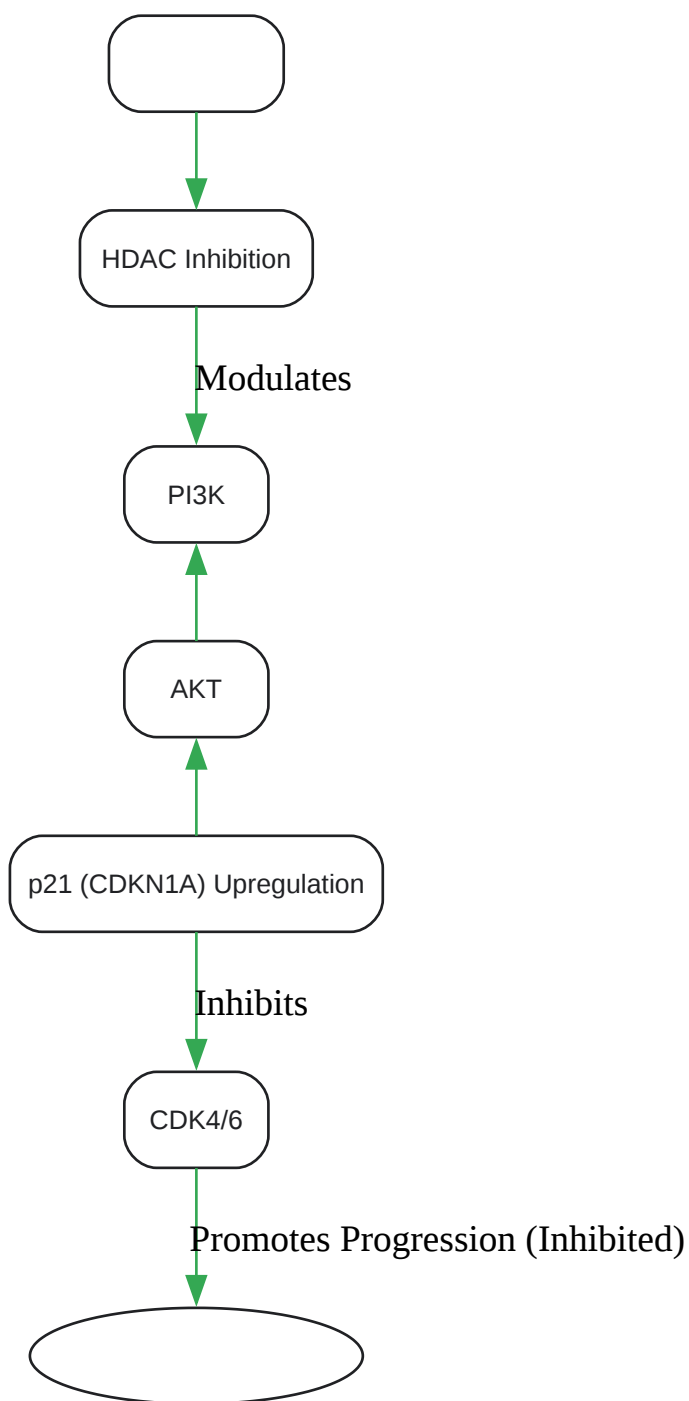 HDAC Inhibition
Modulates
PI3K
AKT
p21 (CDKN1A) Upregulation
Inhibits
CDK4/6
Promotes Progression (Inhibited)